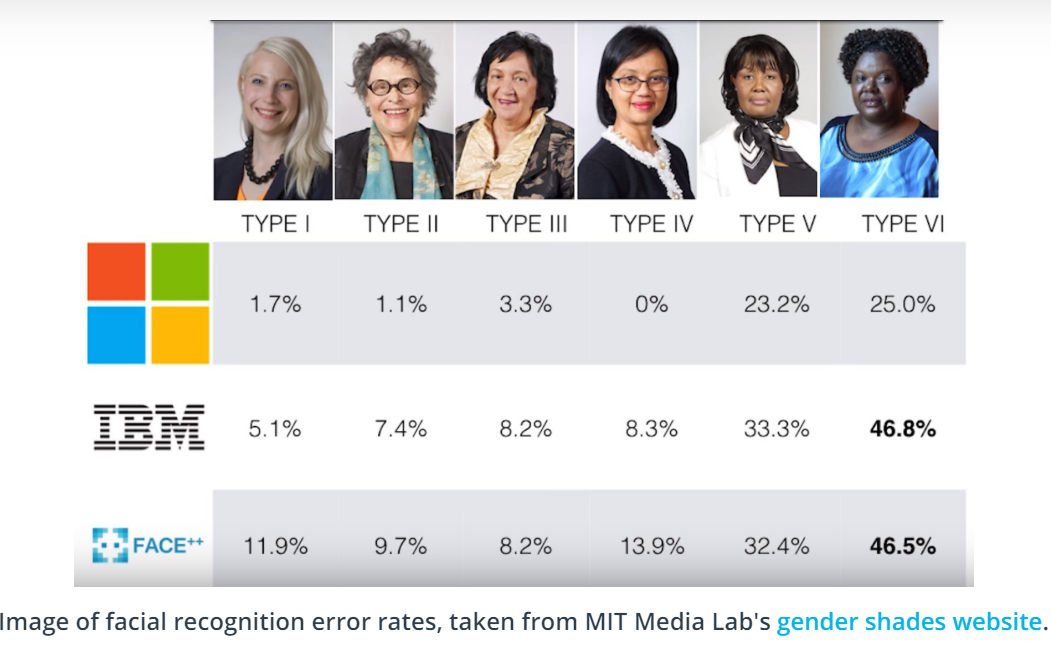 TYPE I TYPE II TYPE III TYPE IV TYPE V TYPE VI
1.7% 1.1% 3.3% 0% 23.2% 25.0%
IBM 5.1% 7.4% 8.2% 8.3% 33.3% 46.8%
FACE++ 11.9% 9.7% 8.2% 13.9% 32.4% 46.5%
Image of facial recognition error rates, taken from MIT Media Lab's gender shades website.